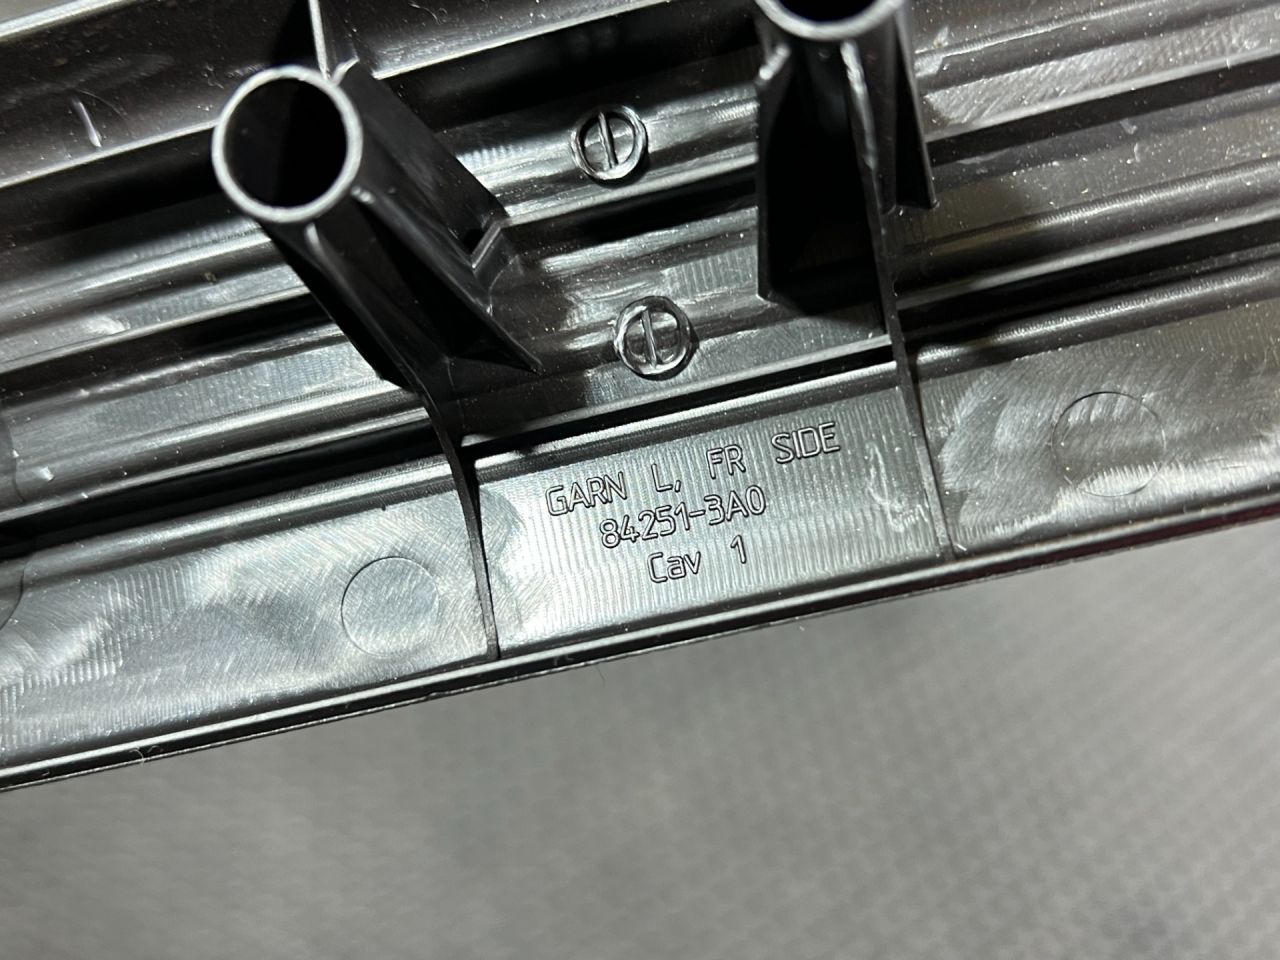 GARN L, FR SIDE
84251-3A0
Cav 1